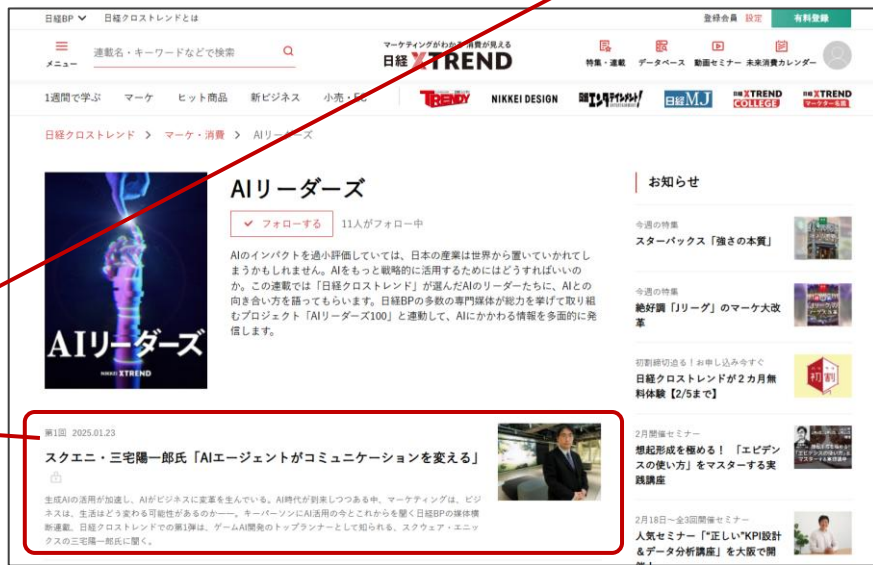 日経BP
日経クロストレンドとは
登録会員 設定
有料登録
メニュー
連載名・キーワードなどで検索
マーケティングがわかる 消費が見える
日経 XTREND
特集・連載
データベース
動画セミナー
未来消費カレンダー
1週間で学ぶ
マーケ
ヒット商品
新ビジネス
小売・EC
TRENDY
NIKKEI DESIGN
日経エンタテインメント!
日経MJ
日経XTREND
COLLEGE
日経XTREND
マーケター名鑑
日経クロストレンド > マーケ・消費 > AIリーダーズ
AIリーダーズ
NIKKEI XTREND
AIリーダーズ
フォローする
11人がフォロー中
AIのインパクトを過小評価していては、日本の産業は世界から置いていかれてし
まうかもしれません。AIをもっと戦略的に活用するためにはどうすればいいの
か。この連載では「日経クロストレンド」が選んだAIのリーダーたちに、AIとの
向き合い方を語ってもらいます。日経BPの多数の専門媒体が総力を挙げて取り組
むプロジェクト「AIリーダーズ100」と連動して、AIにかかわる情報を多面的に発
信します。
第1回 2025.01.23
スクエニ・三宅陽一郎氏「AIエージェントがコミュニケーションを変える」
生成AIの活用が加速し、AIがビジネスに変革を生んでいる。AI時代が到来しつつある中、マーケティングは、ビジ
ネスは、生活はどう変わる可能性があるのか――。キーパーソンにAI活用の今とこれからを聞く日経BPの媒体横
断連載、日経クロストレンドでの第1弾は、ゲームAI開発のトップランナーとして知られる、スクウェア・エニッ
クスの三宅陽一郎氏に聞く。
お知らせ
今週の特集
スターバックス「強さの本質」
今週の特集
絶好調「Jリーグ」のマーケ大改
革
初割締切迫る！お申し込み今すぐ
日経クロストレンドが2カ月無
料体験【2/5まで】
初割
2月開催セミナー
想起形成を極める！ 「エビデン
スの使い方」をマスターする実
践講座
2月18日～全3回開催セミナー
人気セミナー「"正しい"KPI設計
&データ分析講座」を大阪で開